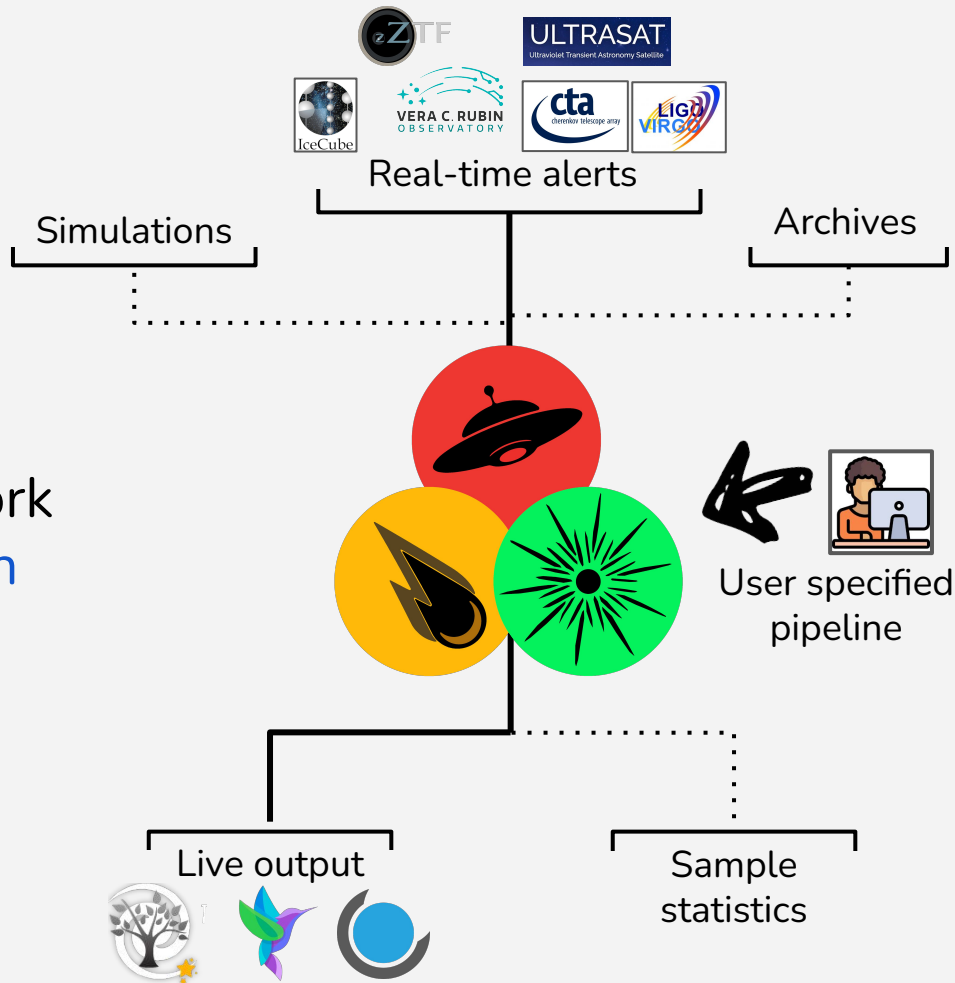 ZTF
ULTRASAT
Ultraviolet Transient Astronomy Satellite
IceCube
VERA C. RUBIN
OBSERVATORY
cta
cherenkov telescope array
LIGO
VIRGO
Real-time alerts
Simulations
Archives
User specified
pipeline
Live output
Sample
statistics